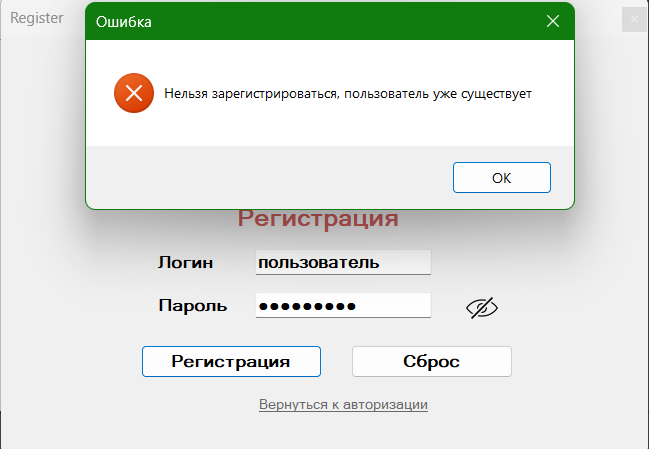 Register
Ошибка
Нельзя зарегистрироваться, пользователь уже существует
OK
Регистрация
Логин
пользователь
Пароль
●●●●●●●●●
Регистрация
Сброс
Вернуться к авторизации